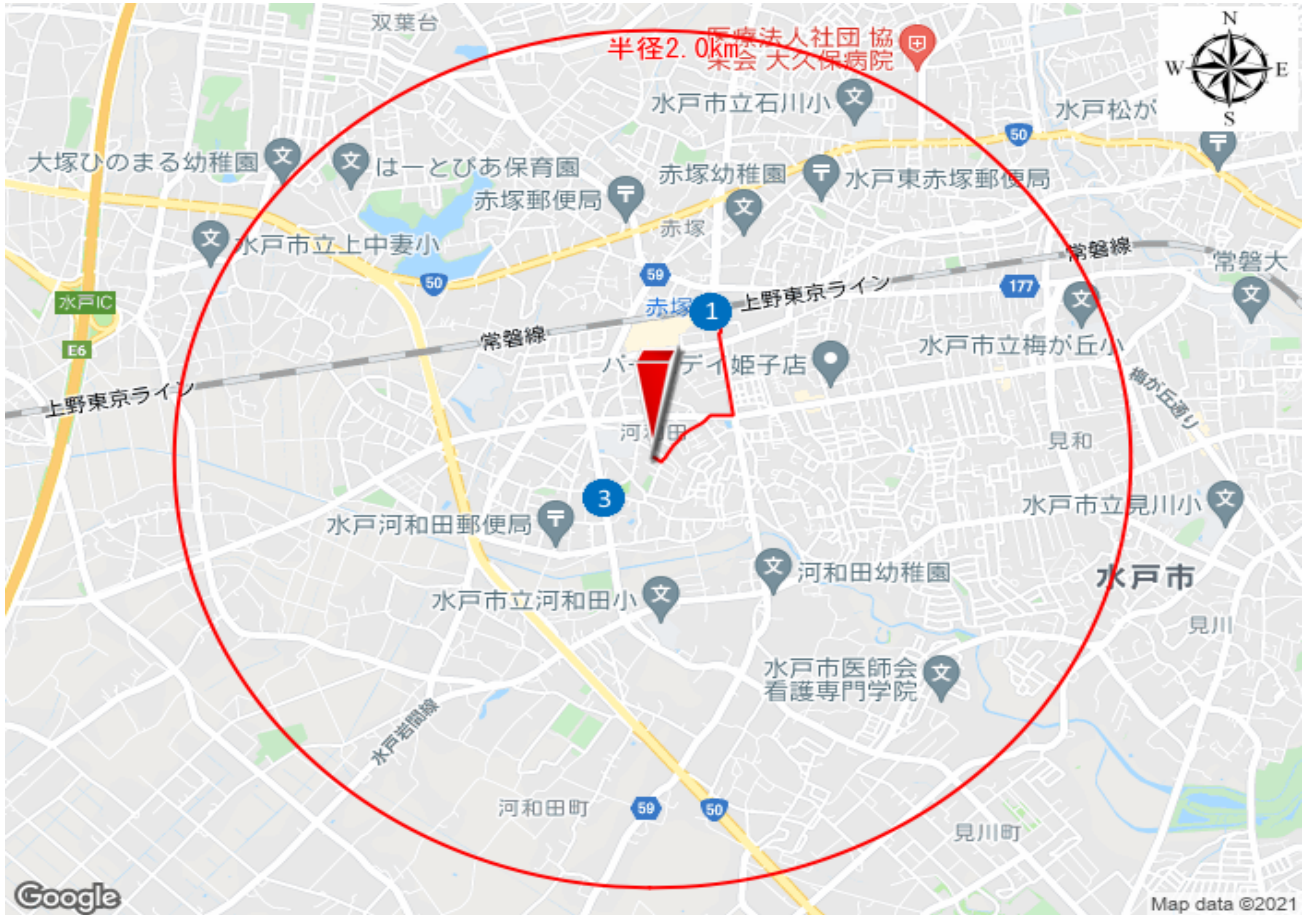 双葉台
半径2.0km
医療法人社団 協
栄会 大久保病院
N
W
E
S
水戸市立石川小
水戸松が
50
大塚ひのまる幼稚園
はーとぴあ保育園
赤塚幼稚園
水戸東赤塚郵便局
赤塚郵便局
赤塚
水戸市立上中妻小
常磐線
常磐大
50
59
177
水戸IC
赤塚
1
上野東京ライン
E6
常磐線
水戸市立梅が丘小
デイ姫子店
上野東京ライン
梅が丘通り
河和田
見和
3
水戸市立見川小
水戸河和田郵便局
河和田幼稚園
水戸市
水戸市立河和田小
見川
水戸市医師会
看護専門学院
水戸岩間線
河和田町
59
50
見川町
Google
Map data ©2021